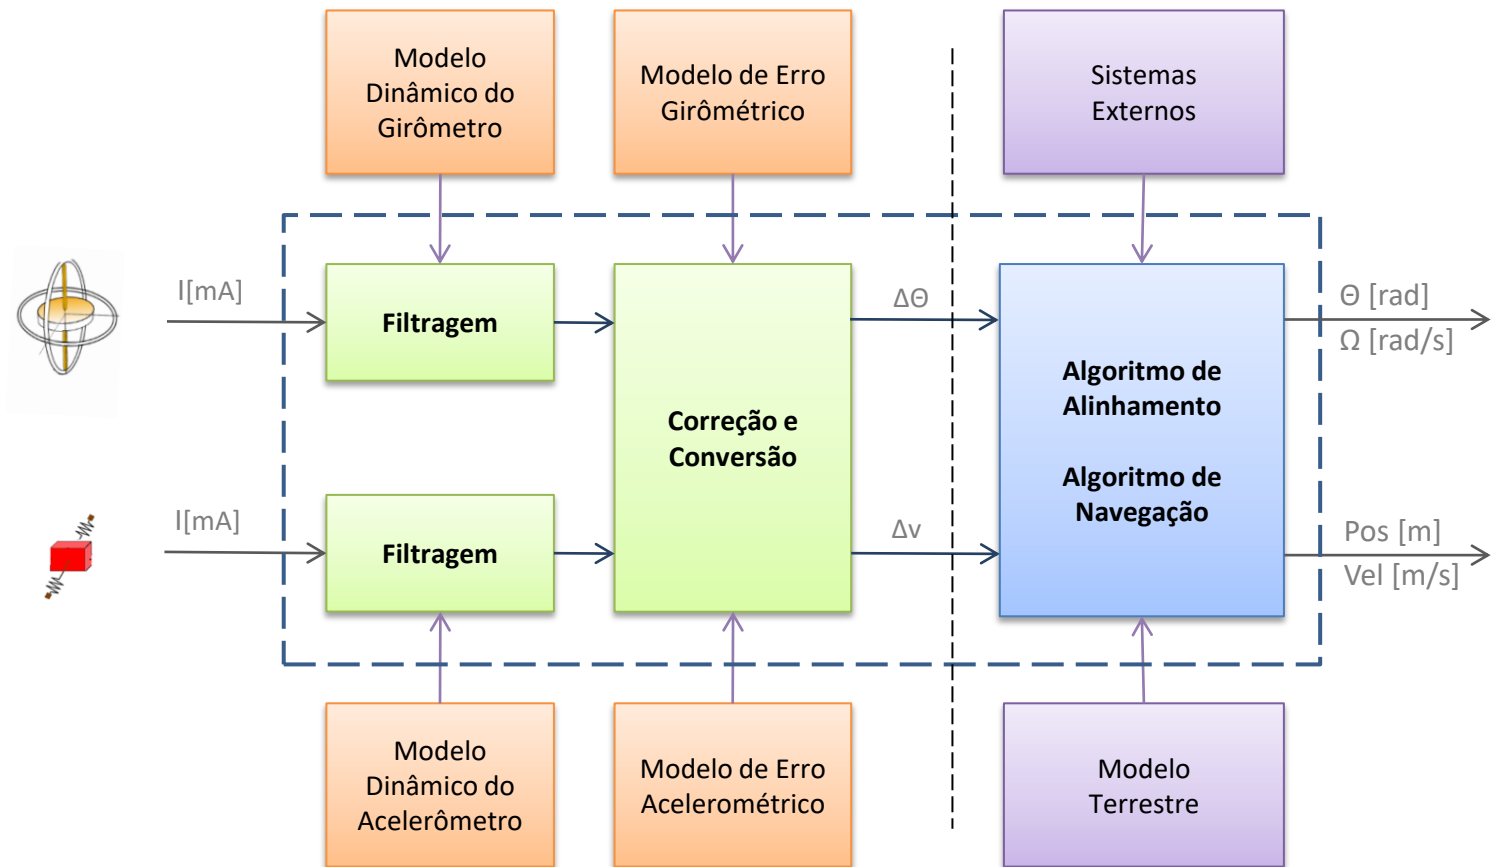 Modelo
Dinâmico do
Girômetro
Modelo de Erro
Girômétrico
Sistemas
Externos
I[mA]
Filtragem
ΔΘ
Θ [rad]
Ω [rad/s]
Correção e
Conversão
Algoritmo de
Alinhamento
Algoritmo de
Navegação
I[mA]
Filtragem
Δv
Pos [m]
Vel [m/s]
Modelo
Dinâmico do
Acelerômetro
Modelo de Erro
Acelerométrico
Modelo
Terrestre